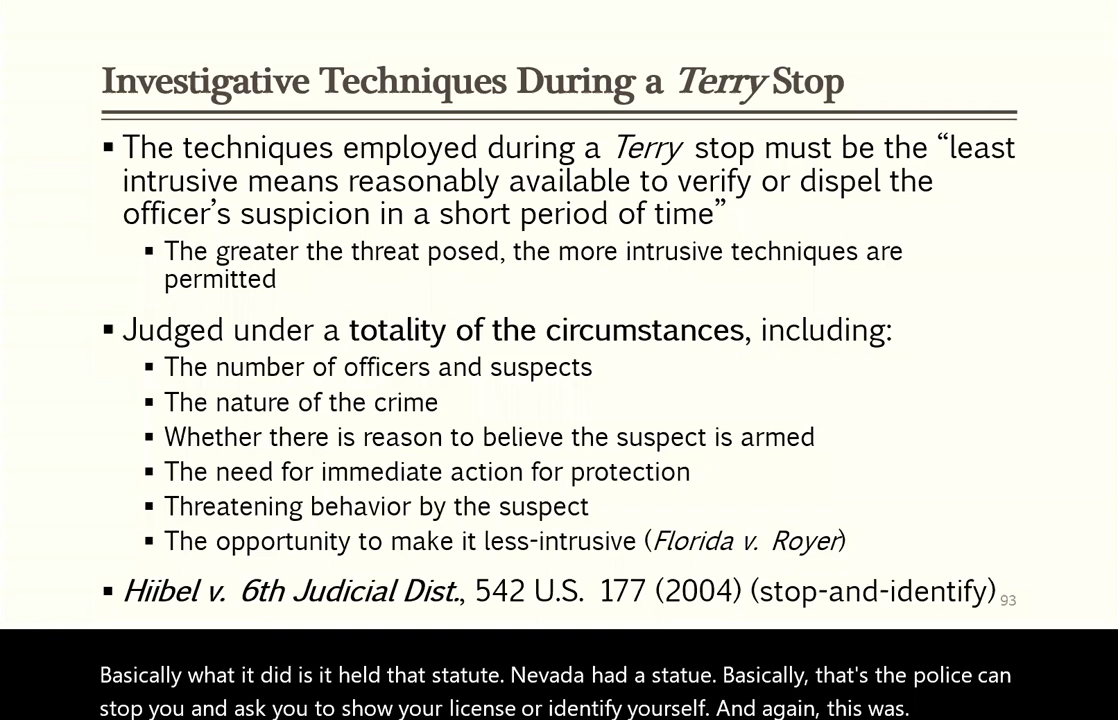 Investigative Techniques During a Terry Stop
▪ The techniques employed during a Terry stop must be the “least
intrusive means reasonably available to verify or dispel the
officer’s suspicion in a short period of time”
▪ The greater the threat posed, the more intrusive techniques are
permitted
▪ Judged under a totality of the circumstances, including:
▪ The number of officers and suspects
▪ The nature of the crime
▪ Whether there is reason to believe the suspect is armed
▪ The need for immediate action for protection
▪ Threatening behavior by the suspect
▪ The opportunity to make it less-intrusive (Florida v. Royer)
▪ Hiibel v. 6th Judicial Dist., 542 U.S. 177 (2004) (stop-and-identify)
93
Basically what it did is it held that statute. Nevada had a statue. Basically, that's the police can
stop you and ask you to show your license or identify yourself. And again, this was.